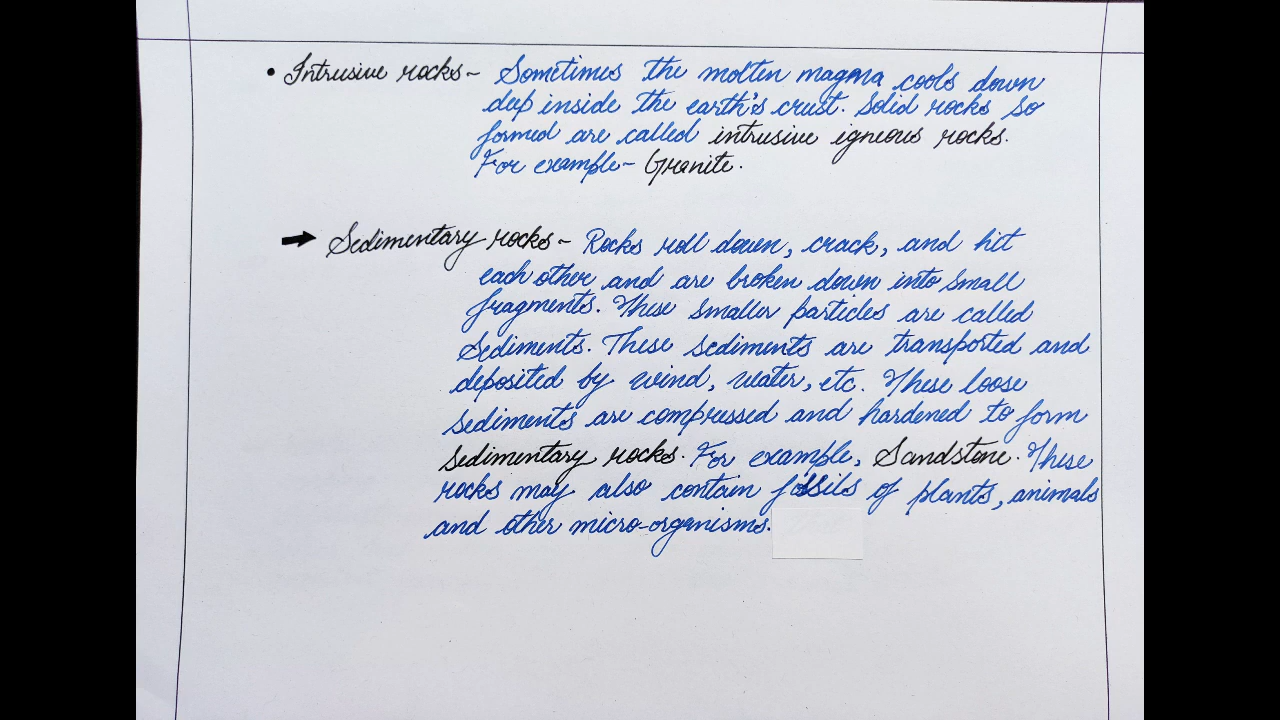 • Intrusive rocks- Sometimes the molten magma cools down
deep inside the earth's crust. Solid rocks so
formed are called intrusive igneous rocks.
For example- Granite.
→ Sedimentary rocks- Rocks roll down, crack, and hit
each other and are broken down into small
fragments. These smaller particles are called
sediments. These sediments are transported and
deposited by wind, water, etc. These loose
sediments are compressed and hardened to form
sedimentary rocks. For example, Sandstone. These
rocks may also contain fossils of plants, animals
and other micro-organisms.